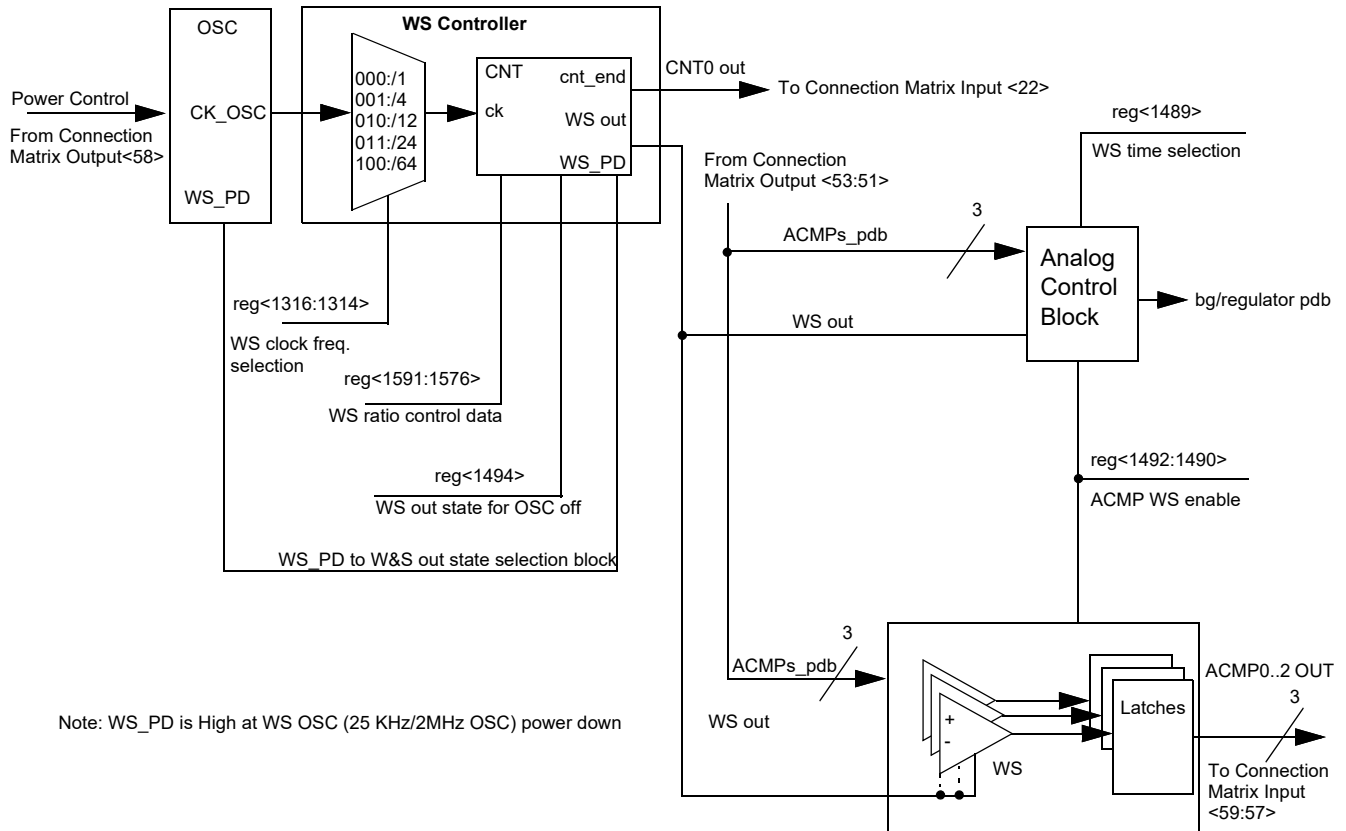 OSC
CK_OSC
WS_PD
Power Control
From Connection
Matrix Output<58>
WS Controller
000:/1
001:/4
010:/12
011:/24
100:/64
CNT
ck
cnt_end
WS out
WS_PD
CNT0 out
To Connection Matrix Input <22>
reg<1316:1314>
WS clock freq.
selection
reg<1591:1576>
WS ratio control data
reg<1494>
WS out state for OSC off
WS_PD to W&S out state selection block
From Connection
Matrix Output <53:51>
ACMPs_pdb
3
WS out
reg<1489>
WS time selection
Analog
Control
Block
bg/regulator pdb
reg<1492:1490>
ACMP WS enable
ACMPs_pdb
3
WS out
+
-
WS
Latches
ACMP0..2 OUT
3
To Connection
Matrix Input
<59:57>
Note: WS_PD is High at WS OSC (25 KHz/2MHz OSC) power down